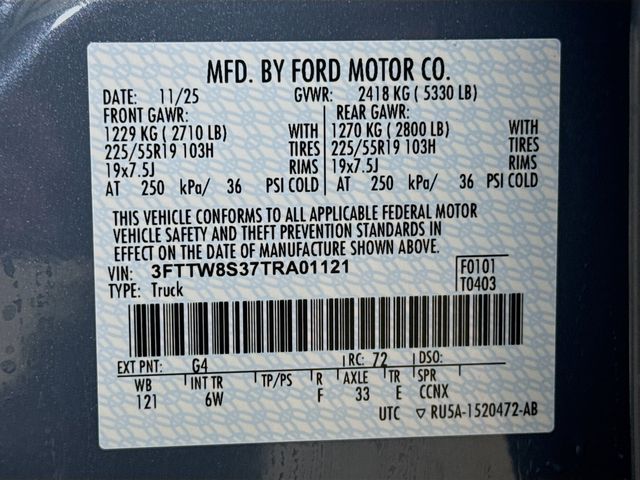 MFD. BY FORD MOTOR CO.
DATE: 11/25 GVWR: 2418 KG ( 5330 LB)
FRONT GAWR: REAR GAWR:
1229 KG ( 2710 LB) WITH 1270 KG ( 2800 LB) WITH
225/55R19 103H TIRES 225/55R19 103H TIRES
19x7.5J RIMS 19x7.5J RIMS
AT 250 kPa/ 36 PSI COLD AT 250 kPa/ 36 PSI COLD
THIS VEHICLE CONFORMS TO ALL APPLICABLE FEDERAL MOTOR
VEHICLE SAFETY AND THEFT PREVENTION STANDARDS IN
EFFECT ON THE DATE OF MANUFACTURE SHOWN ABOVE.
VIN: 3FTTW8S37TRA01121 F0101
TYPE: Truck T0403
EXT PNT: G4 RC: 72 DSO:
WB INT TR TP/PS R AXLE TR SPR
121 6W F 33 E CCNX
UTC ▽ RU5A-1520472-AB